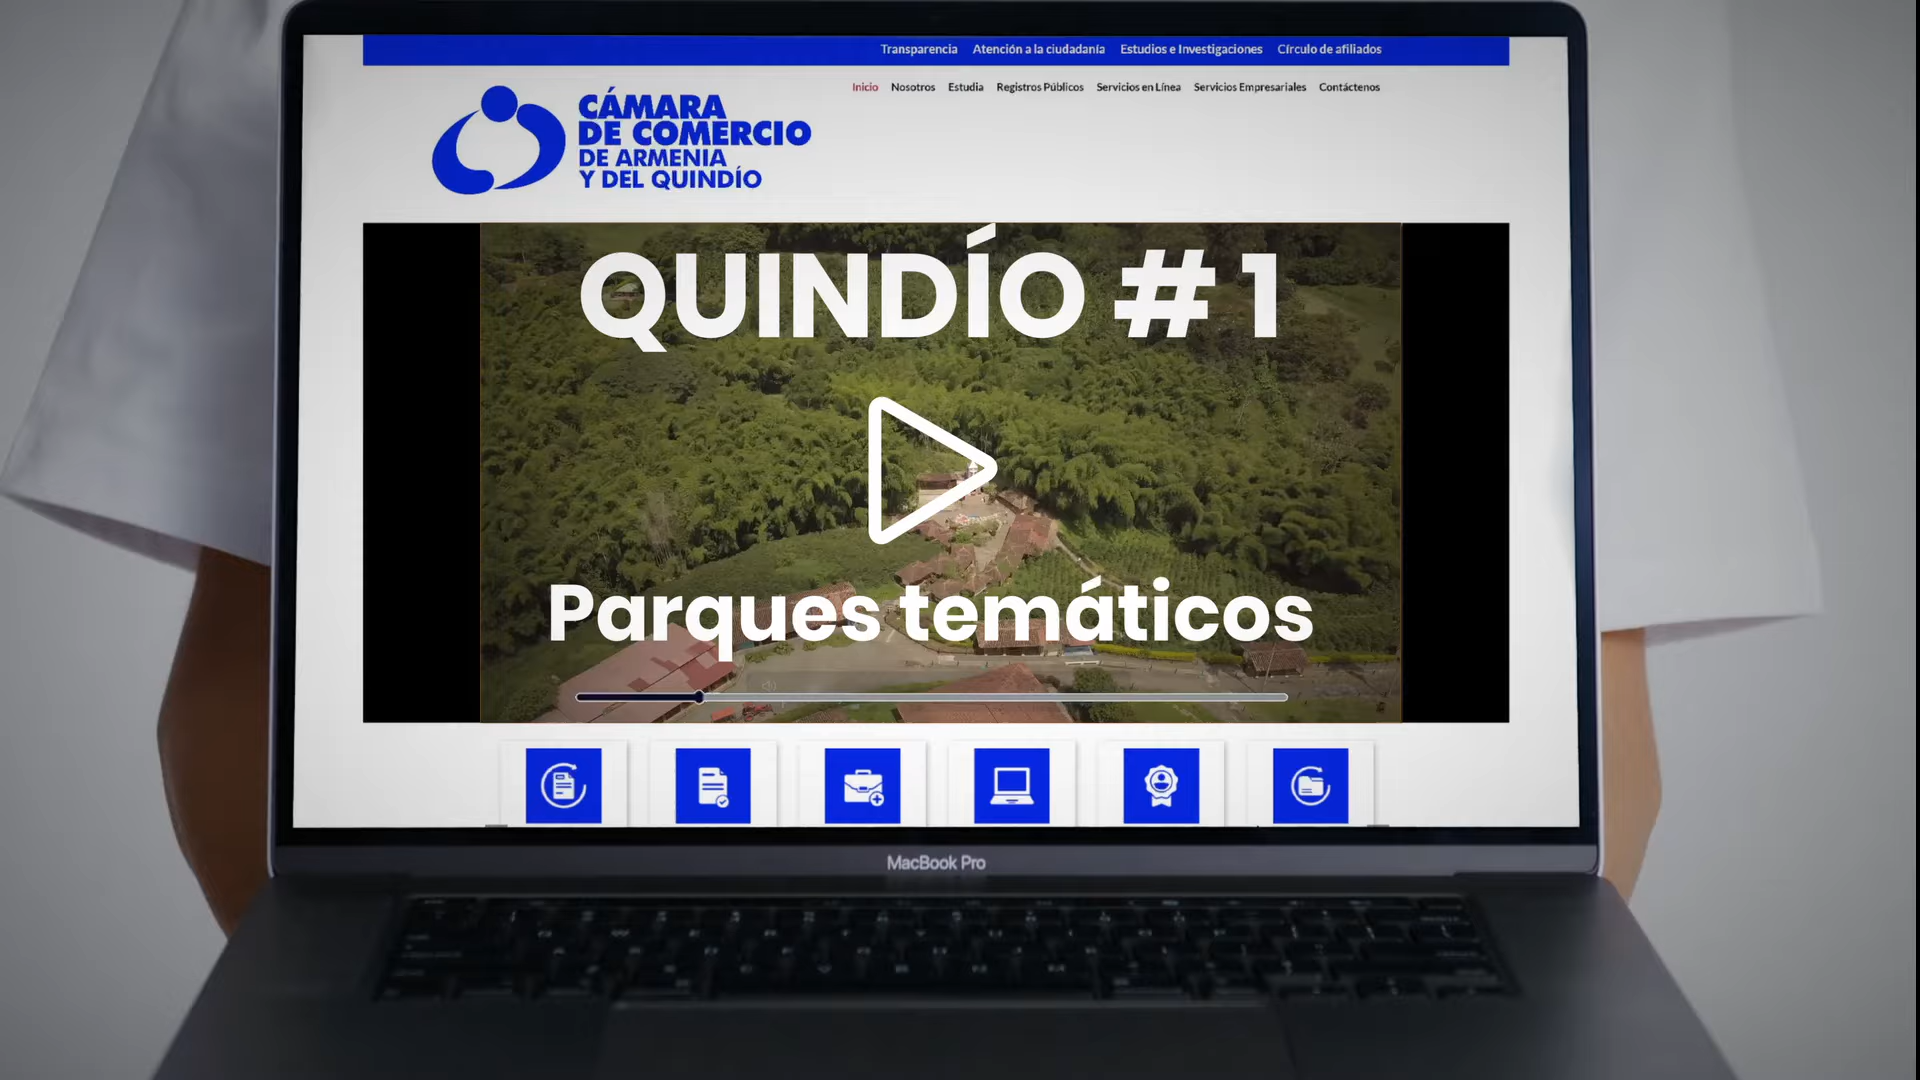 Transparencia Atención a la ciudadanía Estudios e Investigaciones Círculo de afiliados
Inicio Nosotros Estudia Registros Públicos Servicios en Línea Servicios Empresariales Contáctenos
CÁMARA
DE COMERCIO
DE ARMENIA
Y DEL QUINDÍO
QUINDÍO #1
Parques temáticos
MacBook Pro